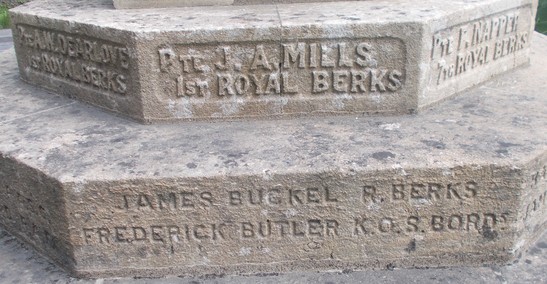 Pte A.W. DEARLOVE
1st ROYAL BERKS
Pte J. A. MILLS
1st ROYAL BERKS
Pte F. NAPPER
7th ROYAL BERKS
JAMES BUCKEL R. BERKS
FREDERICK BUTLER K.O.S. BORDs